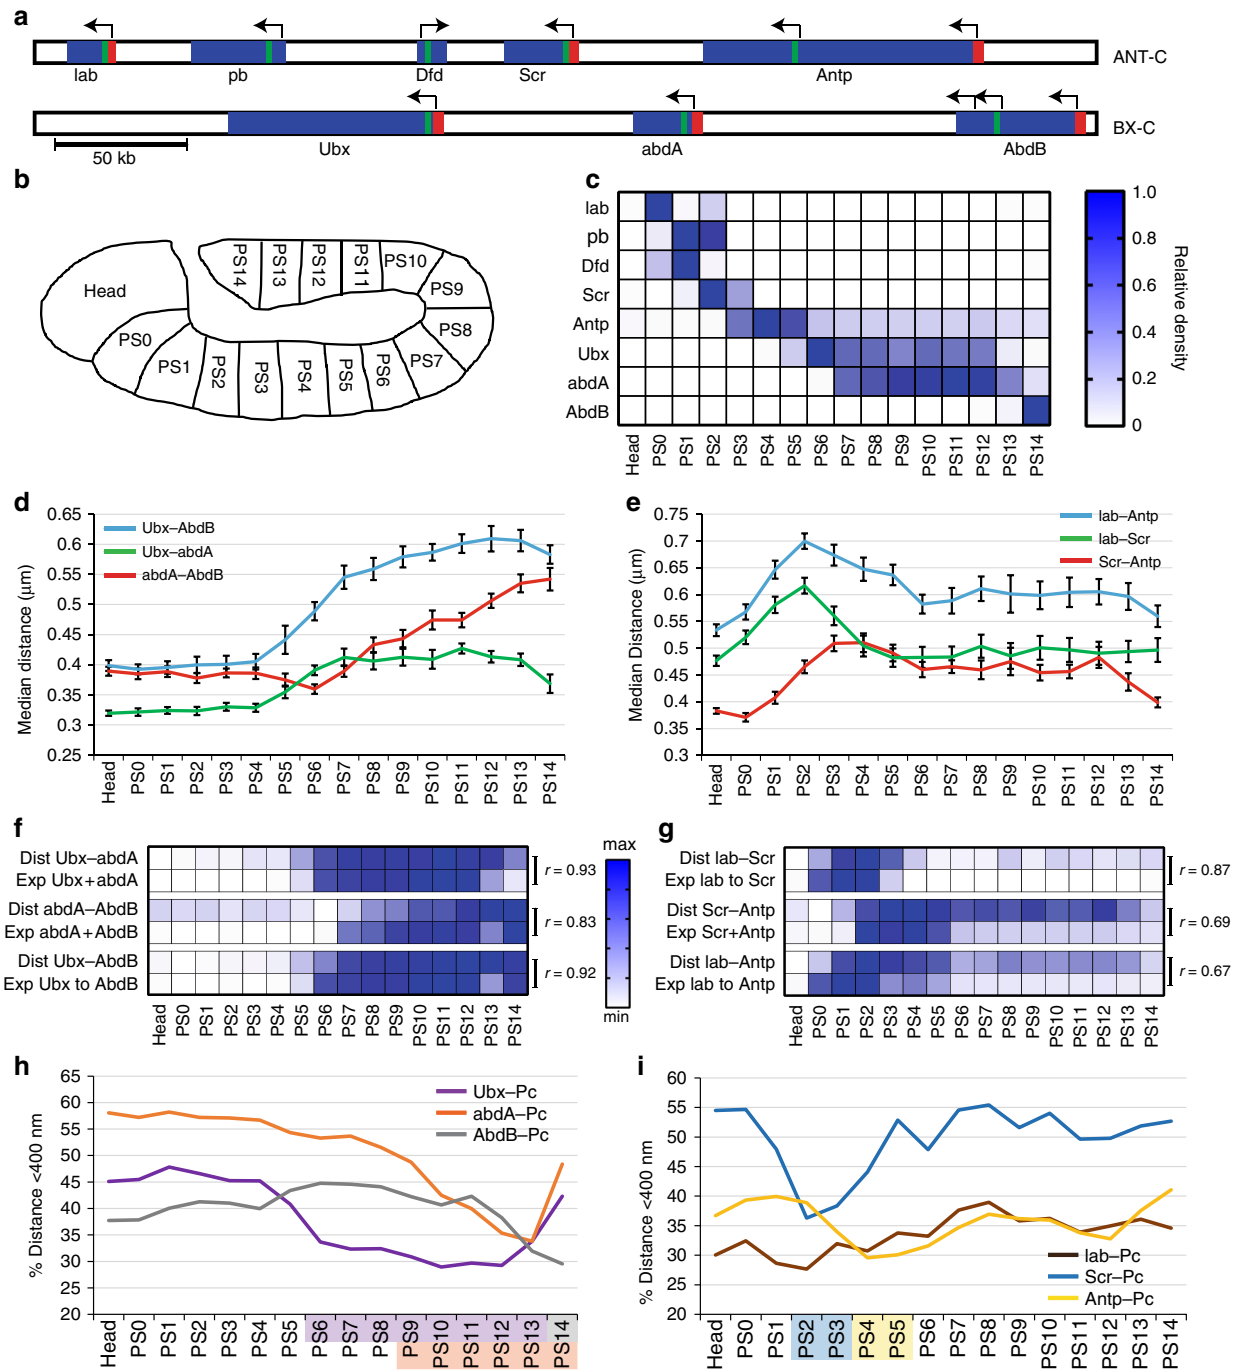 a
lab
pb
Dfd
Scr
Antp
ANT-C
50 kb
Ubx
abdA
AbdB
BX-C
b
Head
PS0
PS1
PS2
PS3
PS4
PS5
PS6
PS7
PS8
PS9
PS10
PS11
PS12
PS13
PS14
c
lab
pb
Dfd
Scr
Antp
Ubx
abdA
AbdB
Head PS0 PS1 PS2 PS3 PS4 PS5 PS6 PS7 PS8 PS9 PS10 PS11 PS12 PS13 PS14
1.0
0.8
0.6
0.4
0.2
0
Relative density
d
Median distance (μm)
0.65
0.6
0.55
0.5
0.45
0.4
0.35
0.3
0.25
Ubx–AbdB
Ubx–abdA
abdA–AbdB
Head PS0 PS1 PS2 PS3 PS4 PS5 PS6 PS7 PS8 PS9 PS10 PS11 PS12 PS13 PS14
e
Median Distance (μm)
0.75
0.7
0.65
0.6
0.55
0.5
0.45
0.4
0.35
0.3
lab–Antp
lab–Scr
Scr–Antp
Head PS0 PS1 PS2 PS3 PS4 PS5 PS6 PS7 PS8 PS9 PS10 PS11 PS12 PS13 PS14
f
Dist Ubx–abdA
Exp Ubx+abdA
r = 0.93
Dist abdA–AbdB
Exp abdA+AbdB
r = 0.83
Dist Ubx–AbdB
Exp Ubx to AbdB
r = 0.92
Head PS0 PS1 PS2 PS3 PS4 PS5 PS6 PS7 PS8 PS9 PS10 PS11 PS12 PS13 PS14
max
min
g
Dist lab–Scr
Exp lab to Scr
r = 0.87
Dist Scr–Antp
Exp Scr+Antp
r = 0.69
Dist lab–Antp
Exp lab to Antp
r = 0.67
Head PS0 PS1 PS2 PS3 PS4 PS5 PS6 PS7 PS8 PS9 PS10 PS11 PS12 PS13 PS14
h
% Distance <400 nm
65
60
55
50
45
40
35
30
25
20
Ubx–Pc
abdA–Pc
AbdB–Pc
Head PS0 PS1 PS2 PS3 PS4 PS5 PS6 PS7 PS8 PS9 PS10 PS11 PS12 PS13 PS14
i
% Distance <400 nm
60
55
50
45
40
35
30
25
20
lab–Pc
Scr–Pc
Antp–Pc
Head PS0 PS1 PS2 PS3 PS4 PS5 PS6 PS7 PS8 PS9 PS10 PS11 PS12 PS13 PS14